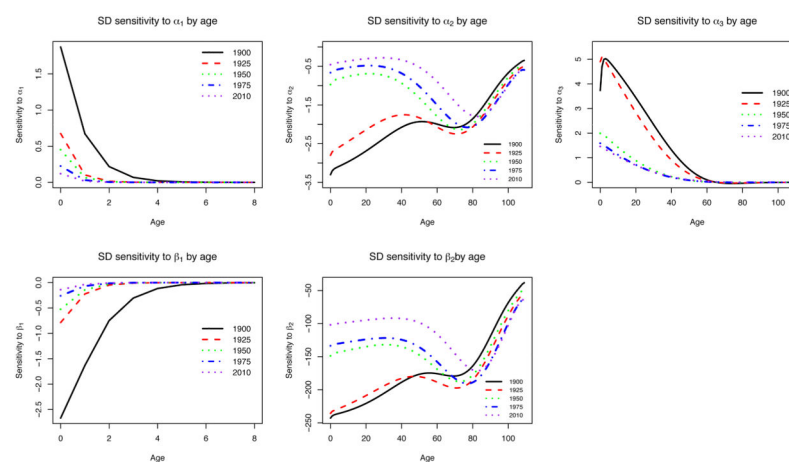 SD sensitivity to α1 by age
Sensitivity to α1
1.5
1.0
0.5
0.0
1900
1925
1950
1975
2010
0 2 4 6 8
Age
SD sensitivity to α2 by age
Sensitivity to α2
-0.5
-1.5
-2.5
-3.5
1900
1925
1950
1975
2010
0 20 40 60 80 100
Age
SD sensitivity to α3 by age
Sensitivity to α3
5
4
3
2
1
0
1900
1925
1950
1975
2010
0 20 40 60 80 100
Age
SD sensitivity to β1 by age
Sensitivity to β1
0.0
-0.5
-1.0
-1.5
-2.0
-2.5
1900
1925
1950
1975
2010
0 2 4 6 8
Age
SD sensitivity to β2by age
Sensitivity to β2
-50
-100
-150
-200
-250
1900
1925
1950
1975
2010
0 20 40 60 80 100
Age